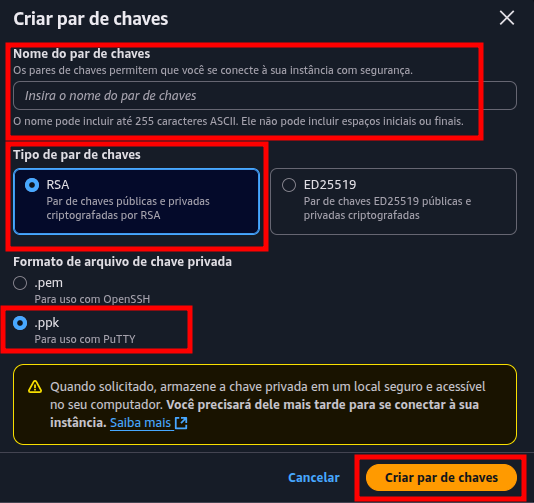 Criar par de chaves
Nome do par de chaves
Os pares de chaves permitem que você se conecte à sua instância com segurança.
Insira o nome do par de chaves
O nome pode incluir até 255 caracteres ASCII. Ele não pode incluir espaços iniciais ou finais.
Tipo de par de chaves
RSA
Par de chaves públicas e privadas
criptografadas por RSA
ED25519
Par de chaves ED25519 públicas e
privadas criptografadas
Formato de arquivo de chave privada
.pem
Para uso com OpenSSH
.ppk
Para uso com PuTTY
Quando solicitado, armazene a chave privada em um local seguro e acessível
no seu computador. Você precisará dele mais tarde para se conectar à sua
instância. Saiba mais
Cancelar
Criar par de chaves